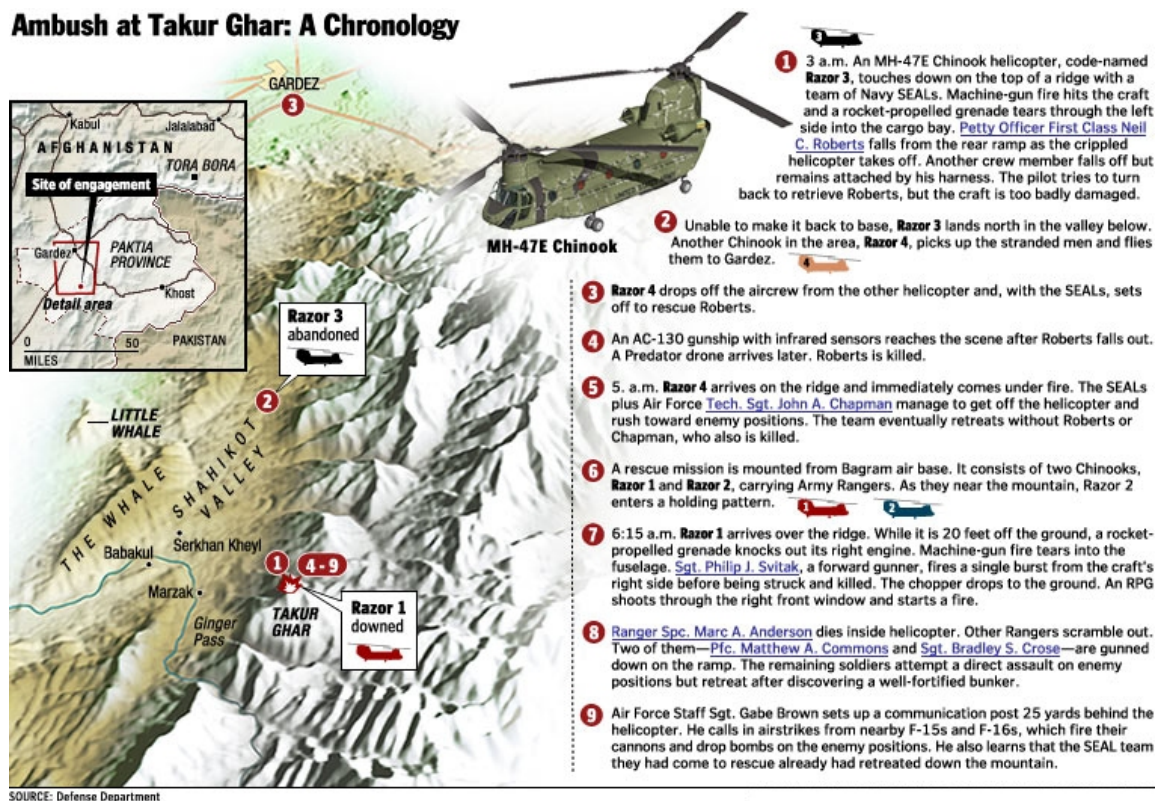 Ambush at Takur Ghar: A Chronology
GARDEZ
3
Kabul
Jalalabad
AFGHANISTAN
TORA BORA
Site of engagement
Gardez
PAKTIA
PROVINCE
Khost
Detail area
0 50
MILES
PAKISTAN
MH-47E Chinook
Razor 3
abandoned
2
LITTLE
WHALE
THE WHALE
SHAHIKOT
VALLEY
Babakul
Serkhan Kheyl
Marzak
Ginger
Pass
1 4 - 9
TAKUR
GHAR
Razor 1
downed
3
1 3 a.m. An MH-47E Chinook helicopter, code-named
Razor 3, touches down on the top of a ridge with a
team of Navy SEALs. Machine-gun fire hits the craft
and a rocket-propelled grenade tears through the left
side into the cargo bay. Petty Officer First Class Neil
C. Roberts falls from the rear ramp as the crippled
helicopter takes off. Another crew member falls off but
remains attached by his harness. The pilot tries to turn
back to retrieve Roberts, but the craft is too badly damaged.
2 Unable to make it back to base, Razor 3 lands north in the valley below.
Another Chinook in the area, Razor 4, picks up the stranded men and flies
them to Gardez.
4
3 Razor 4 drops off the aircrew from the other helicopter and, with the SEALs, sets
off to rescue Roberts.
4 An AC-130 gunship with infrared sensors reaches the scene after Roberts falls out.
A Predator drone arrives later. Roberts is killed.
5 5. a.m. Razor 4 arrives on the ridge and immediately comes under fire. The SEALs
plus Air Force Tech. Sgt. John A. Chapman manage to get off the helicopter and
rush toward enemy positions. The team eventually retreats without Roberts or
Chapman, who also is killed.
6 A rescue mission is mounted from Bagram air base. It consists of two Chinooks,
Razor 1 and Razor 2, carrying Army Rangers. As they near the mountain, Razor 2
enters a holding pattern.
1 2
7 6:15 a.m. Razor 1 arrives over the ridge. While it is 20 feet off the ground, a rocket-
propelled grenade knocks out its right engine. Machine-gun fire tears into the
fuselage. Sgt. Philip J. Svitak, a forward gunner, fires a single burst from the craft's
right side before being struck and killed. The chopper drops to the ground. An RPG
shoots through the right front window and starts a fire.
8 Ranger Spc. Marc A. Anderson dies inside helicopter. Other Rangers scramble out.
Two of them—Pfc. Matthew A. Commons and Sgt. Bradley S. Crose—are gunned
down on the ramp. The remaining soldiers attempt a direct assault on enemy
positions but retreat after discovering a well-fortified bunker.
9 Air Force Staff Sgt. Gabe Brown sets up a communication post 25 yards behind the
helicopter. He calls in airstrikes from nearby F-15s and F-16s, which fire their
cannons and drop bombs on the enemy positions. He also learns that the SEAL team
they had come to rescue already had retreated down the mountain.
SOURCE: Defense Department